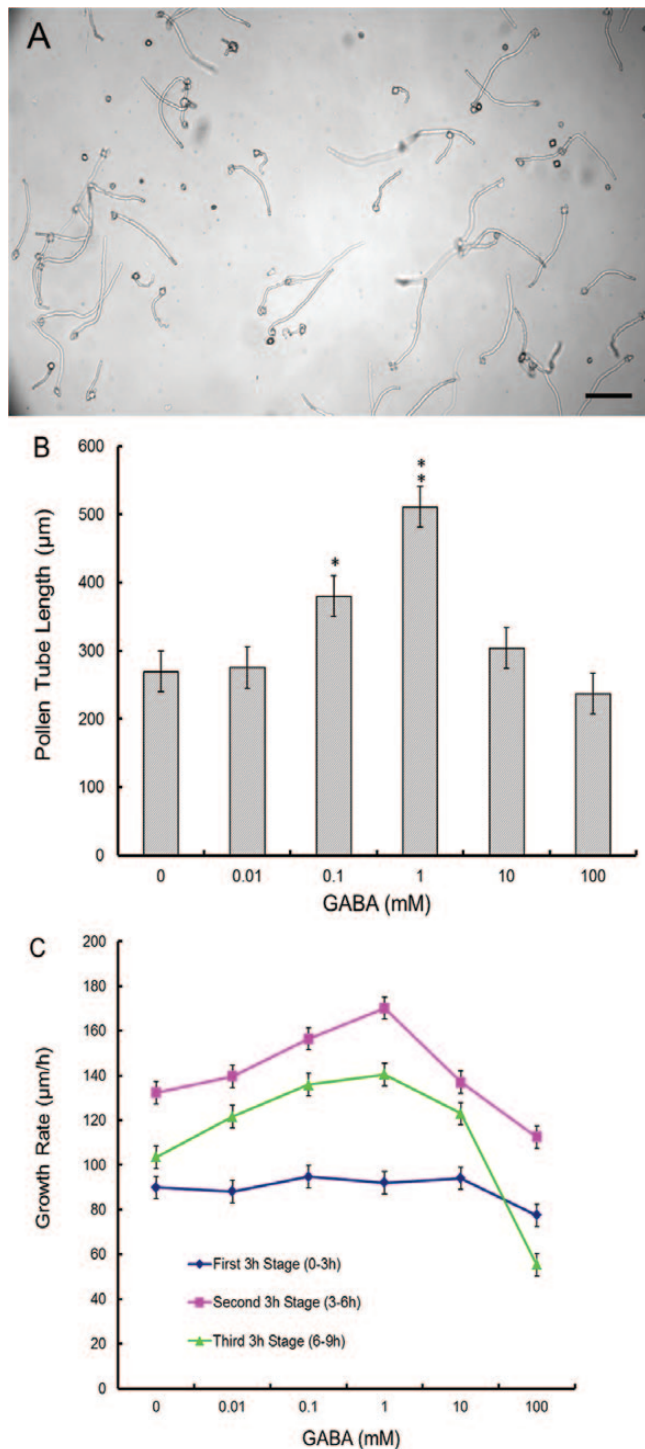 A
B
600
500
400
300
200
100
0
Pollen Tube Length (µm)
*
*
*
0 0.01 0.1 1 10 100
GABA (mM)
C
200
180
160
140
120
100
80
60
40
20
0
Growth Rate (µm/h)
First 3h Stage (0-3h)
Second 3h Stage (3-6h)
Third 3h Stage (6-9h)
0 0.01 0.1 1 10 100
GABA (mM)